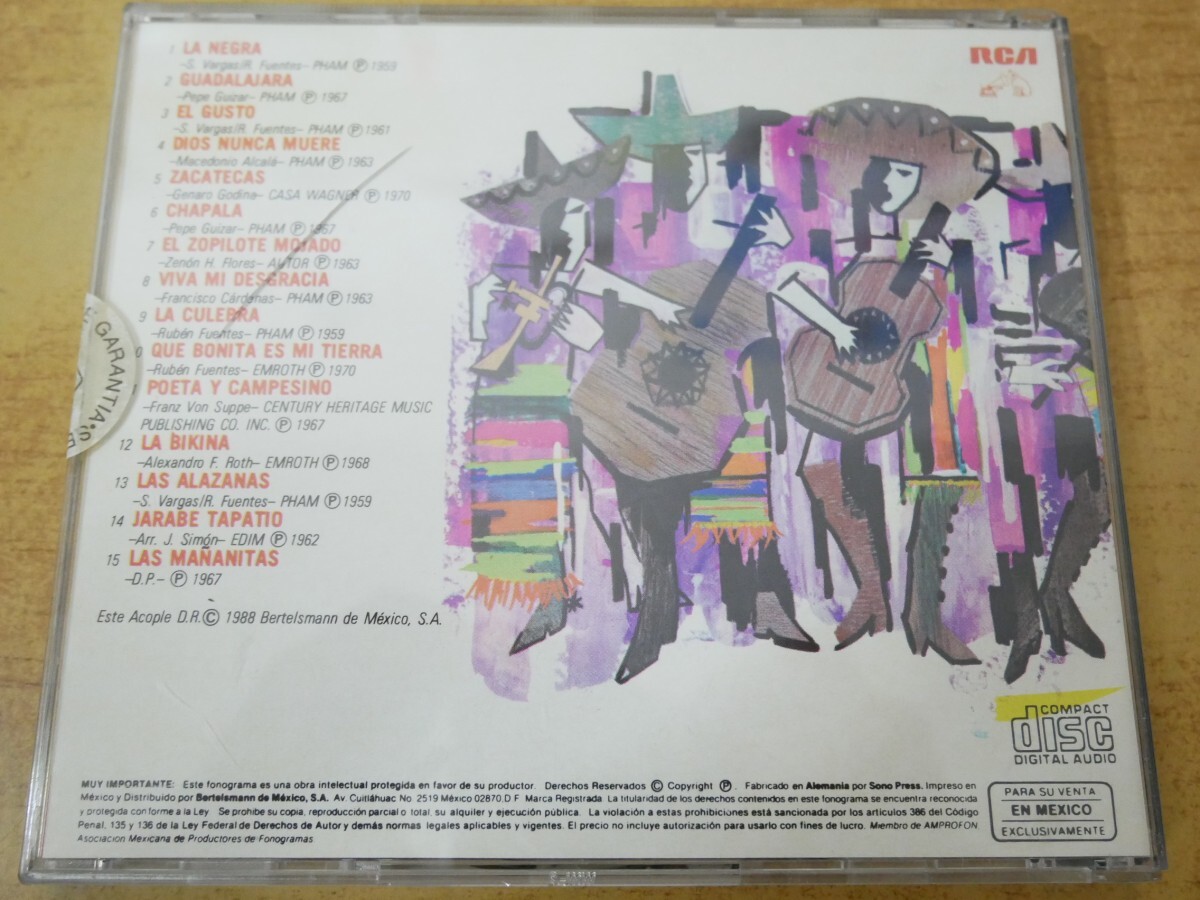 1 LA NEGRA
–S. Vargas/R. Fuentes– PHAM Ⓟ 1959
2 GUADALAJARA
–Pepe Guizar– PHAM Ⓟ 1967
3 EL GUSTO
–S. Vargas/R. Fuentes– PHAM Ⓟ 1961
4 DIOS NUNCA MUERE
–Macedonio Alcalá– PHAM Ⓟ 1963
5 ZACATECAS
–Genaro Godina– CASA WAGNER Ⓟ 1970
6 CHAPALA
–Pepe Guizar– PHAM Ⓟ 1967
7 EL ZOPILOTE MOJADO
–Zenón H. Flores– AUTOR Ⓟ 1963
8 VIVA MI DESGRACIA
–Francisco Cárdenas– PHAM Ⓟ 1963
9 LA CULEBRA
–Rubén Fuentes– PHAM Ⓟ 1959
0 QUE BONITA ES MI TIERRA
–Rubén Fuentes– EMROTH Ⓟ 1970
POETA Y CAMPESINO
–Franz Von Suppe– CENTURY HERITAGE MUSIC
PUBLISHING CO. INC. Ⓟ 1967
12 LA BIKINA
–Alexandro F. Roth– EMROTH Ⓟ 1968
13 LAS ALAZANAS
–S. Vargas/R. Fuentes– PHAM Ⓟ 1959
14 JARABE TAPATIO
–Arr. J. Simón– EDIM Ⓟ 1962
15 LAS MAÑANITAS
–D.P.– Ⓟ 1967
Este Acople D.R.© 1988 Bertelsmann de México, S.A.
GARANTIA
RCA
COMPACT
disc
DIGITAL AUDIO
MUY IMPORTANTE: Este fonograma es una obra intelectual protegida en favor de su productor. Derechos Reservados © Copyright Ⓟ. Fabricado en Alemania por Sono Press. Impreso en
México y Distribuido por Bertelsmann de México, S.A. Av. Cuitláhuac No. 2519 México 02870.D.F. Marca Registrada. La titularidad de los derechos contenidos en este fonograma se encuentra reconocida
y protegida conforme a la Ley. Se prohibe su copia, reproducción parcial o total, su alquiler y ejecución pública. La violación a estas prohibiciones está sancionada por los artículos 386 del Código
Penal, 135 y 136 de la Ley Federal de Derechos de Autor y demás normas legales aplicables y vigentes. El precio no incluye autorización para usarlo con fines de lucro. Miembro de AMPROFON
Asociación Mexicana de Productores de Fonogramas
PARA SU VENTA
EN MEXICO
EXCLUSIVAMENTE